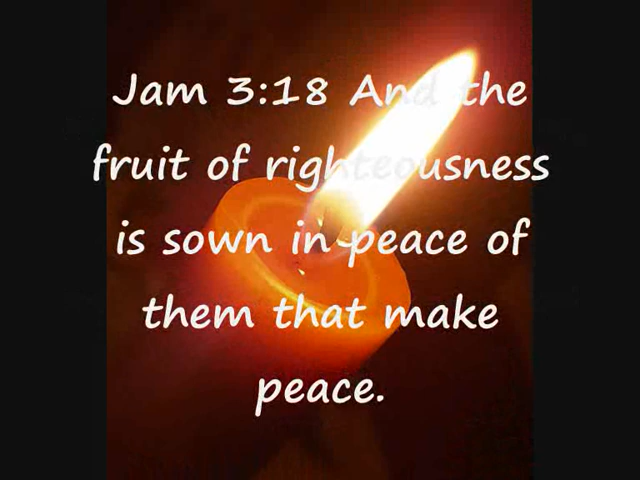 Jam 3:18 And the
fruit of righteousness
is sown in peace of
them that make
peace.